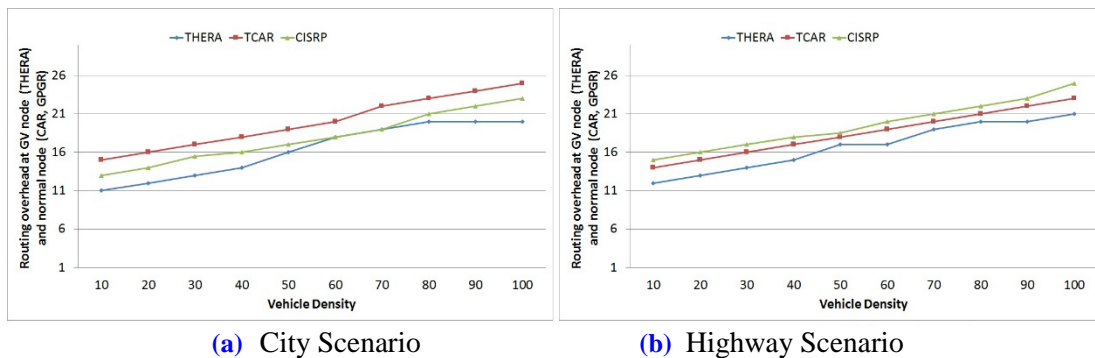 THERA TCAR CISRP
Routing overhead at GV node (THERA)
and normal node (CAR, GPGR)
26
21
16
11
6
1
10 20 30 40 50 60 70 80 90 100
Vehicle Density
(a) City Scenario
THERA TCAR CISRP
Routing overhead at GV node (THERA)
and normal node (CAR, GPGR)
26
21
16
11
6
1
10 20 30 40 50 60 70 80 90 100
Vehicle Density
(b) Highway Scenario